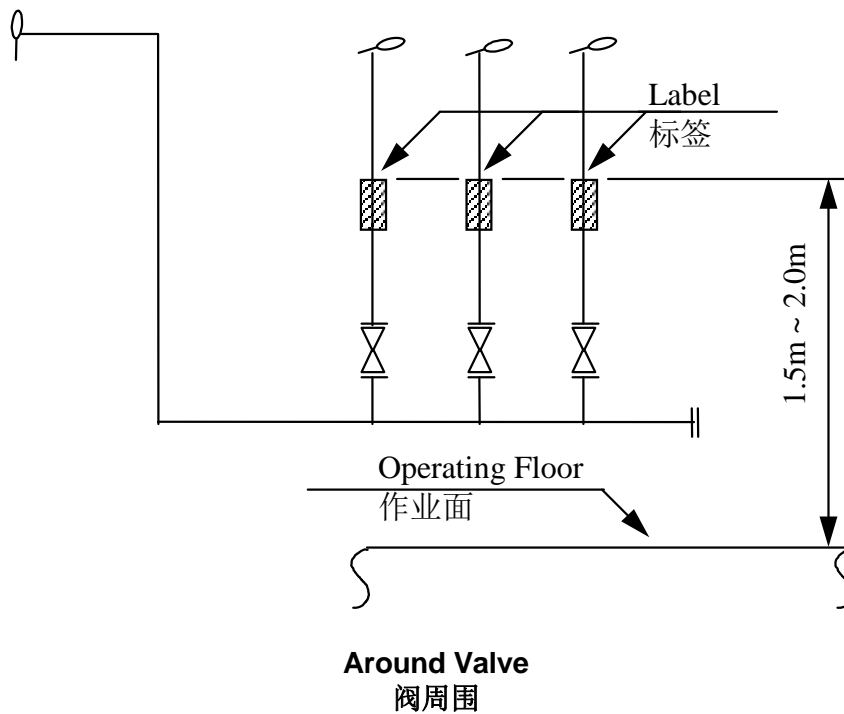 Label
标签
1.5m ~ 2.0m
Operating Floor
作业面
Around Valve
阀周围